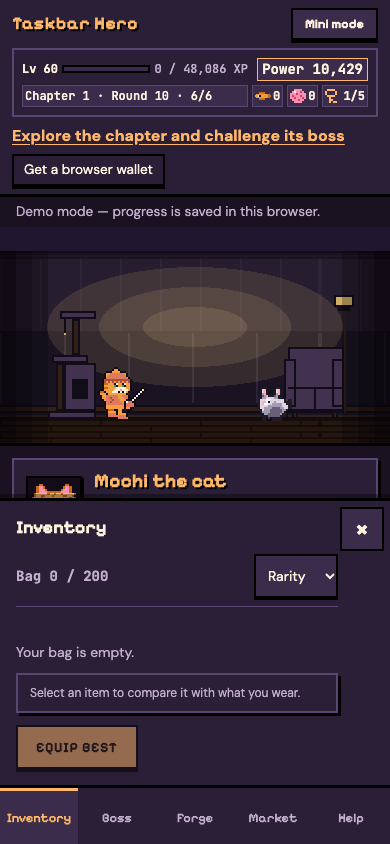 Taskbar Hero
Mini mode
Lv 60 0 / 48,086 XP Power 10,429
Chapter 1 · Round 10 · 6/6 0 0 1/5
Explore the chapter and challenge its boss
Get a browser wallet
Demo mode — progress is saved in this browser.
Mochi the cat
Inventory
Bag 0 / 200
Rarity
Your bag is empty.
Select an item to compare it with what you wear.
EQUIP BEST
Inventory Boss Forge Market Help